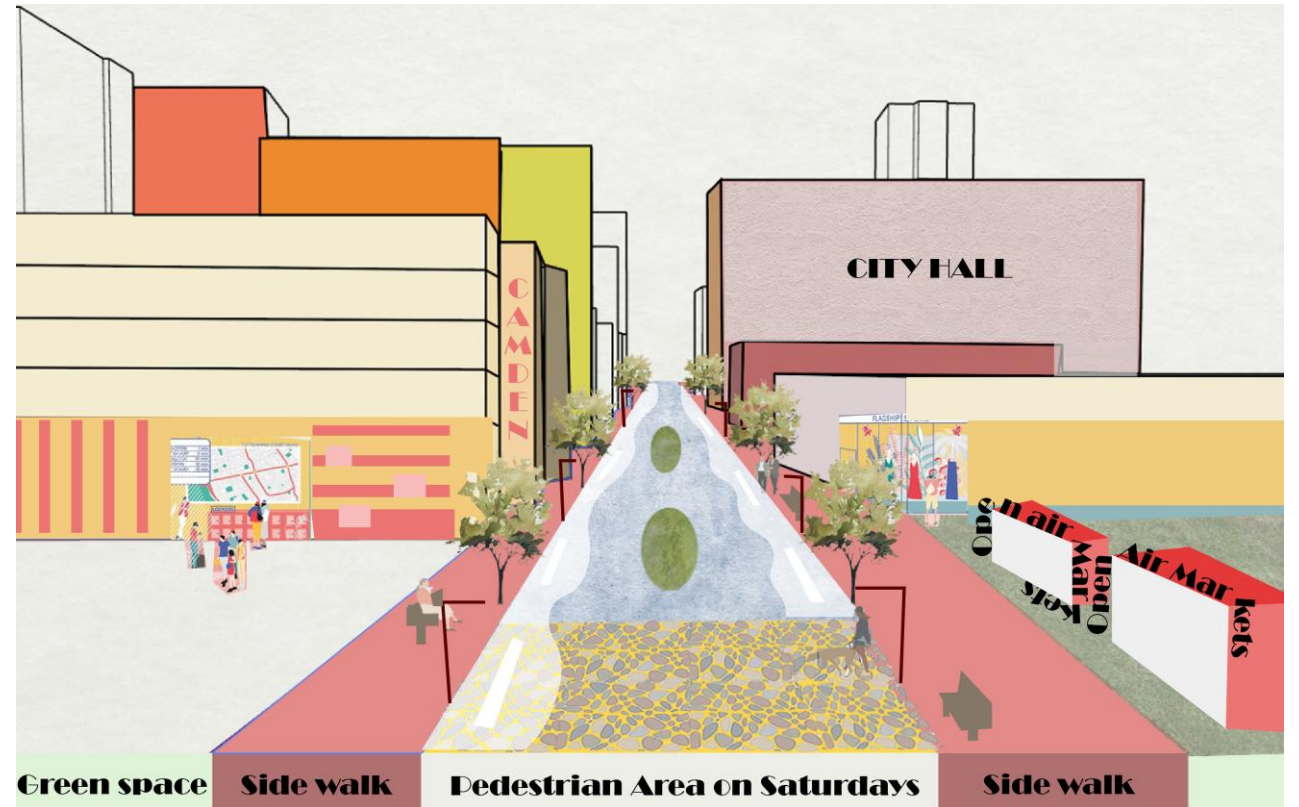 CITY HALL
CAMDEN
FLAGSHIP
Open air Markets
Open Air Markets
Green space
Side walk
Pedestrian Area on Saturdays
Side walk